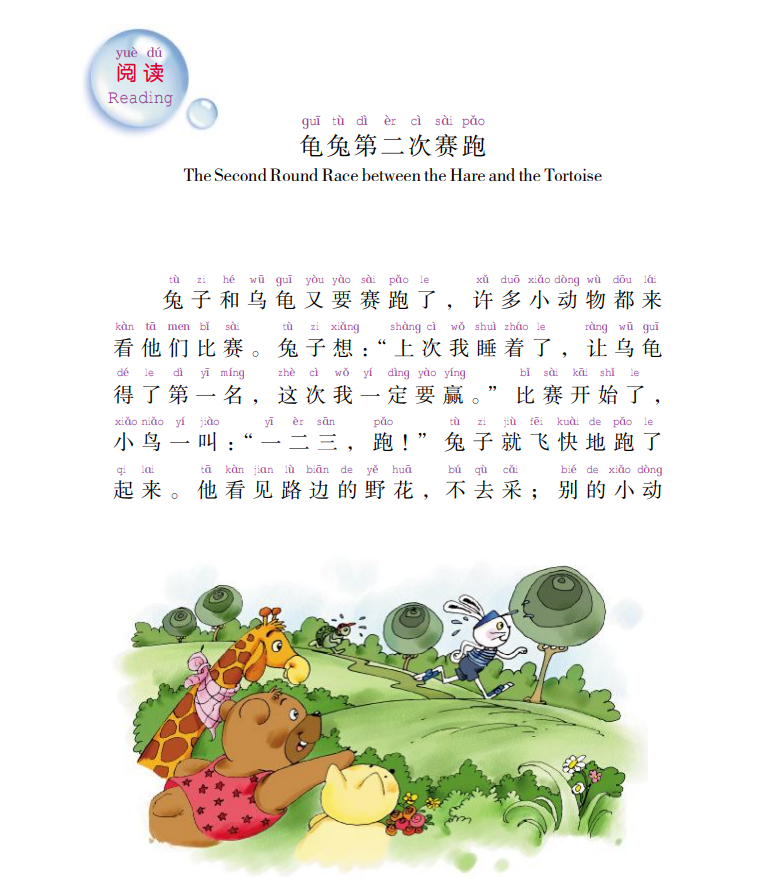 yuè dú
阅读
Reading
guī tù dì èr cì sài pǎo
龟兔第二次赛跑
The Second Round Race between the Hare and the Tortoise
tù zi hé wū guī yòu yào sài pǎo le xǔ duō xiǎo dòng wù dōu lái
兔子和乌龟又要赛跑了，许多小动物都来
kàn tā men bǐ sài tù zi xiǎng shàng cì wǒ shuì zháo le ràng wū guī
看他们比赛。兔子想：“上次我睡着了，让乌龟
dé le dì yī míng zhè cì wǒ yí dìng yào yíng bǐ sài kāi shǐ le
得了第一名，这次我一定要赢。”比赛开始了，
xiǎo niǎo yí jiào yī èr sān pǎo tù zi jiù fēi kuài de pǎo le
小鸟一叫：“一二三，跑！”兔子就飞快地跑了
qi lai tā kàn jian lù biān de yě huā bú qù cǎi bié de xiǎo dòng
起来。他看见路边的野花，不去采；别的小动